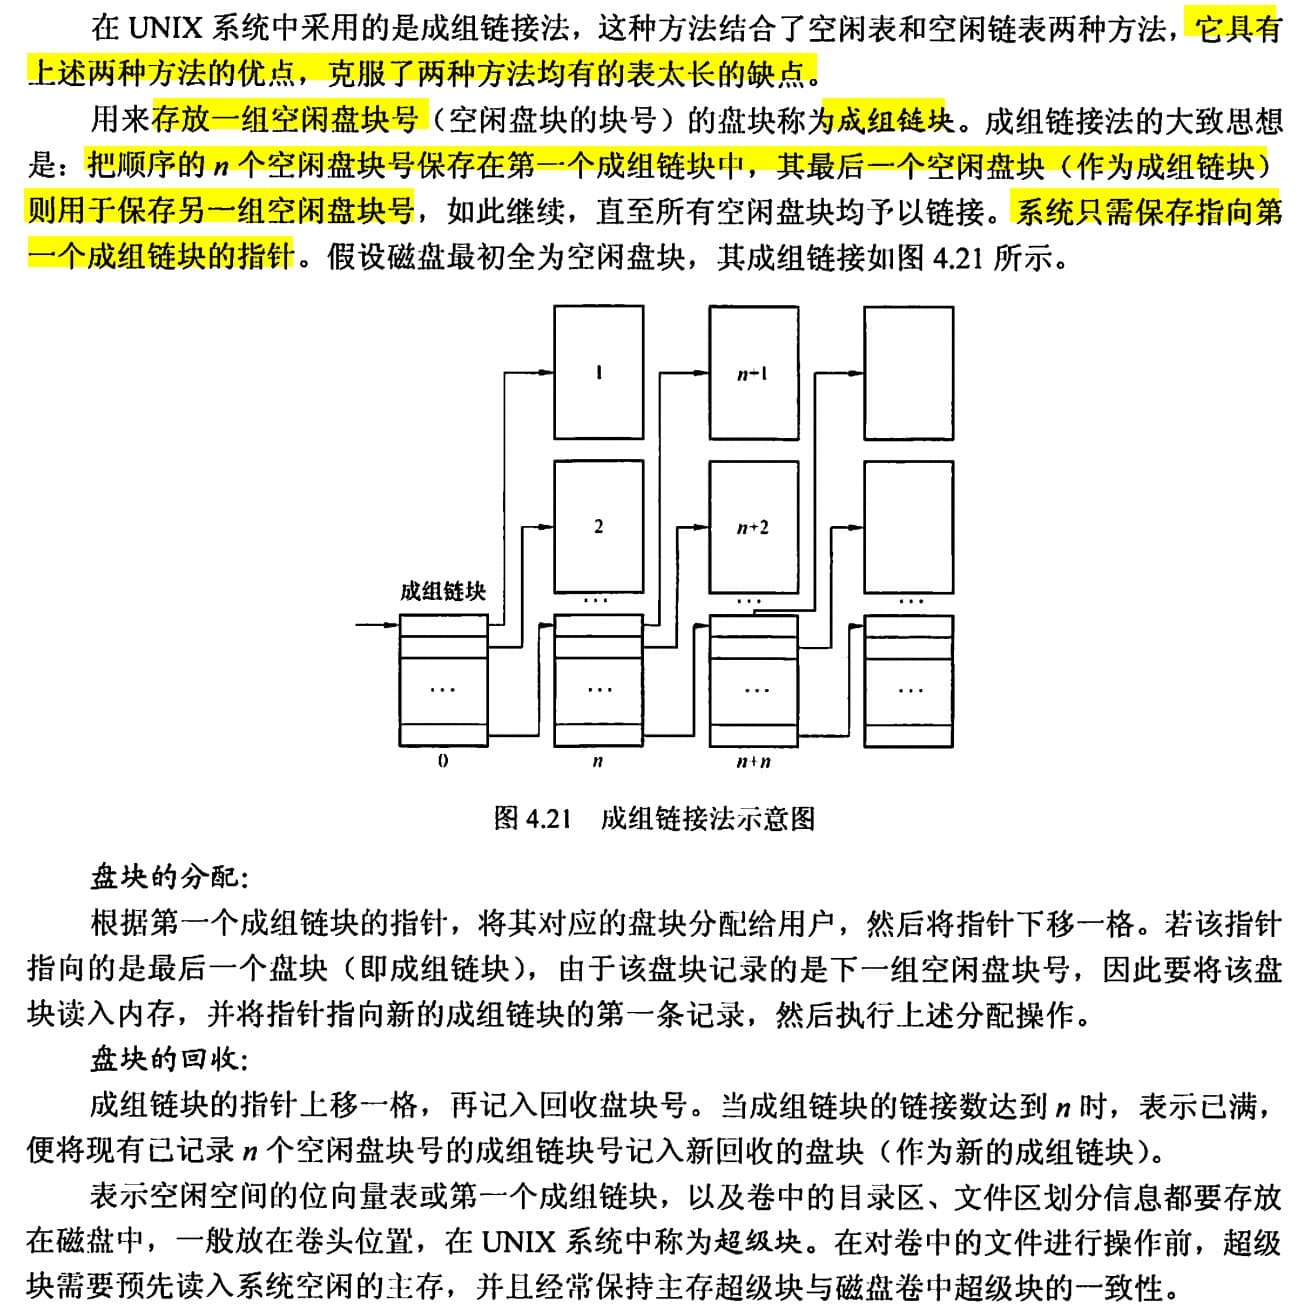 在 UNIX 系统中采用的是成组链接法，这种方法结合了空闲表和空闲链表两种方法，它具有
上述两种方法的优点，克服了两种方法均有的表太长的缺点。
用来存放一组空闲盘块号（空闲盘块的块号）的盘块称为成组链块。成组链接法的大致思想
是：把顺序的 n 个空闲盘块号保存在第一个成组链块中，其最后一个空闲盘块（作为成组链块）
则用于保存另一组空闲盘块号，如此继续，直至所有空闲盘块均予以链接。系统只需保存指向第
一个成组链块的指针。假设磁盘最初全为空闲盘块，其成组链接如图 4.21 所示。
1
n+1
2
n+2
成组链块
…
…
…
…
…
…
…
0
n
n+n
图 4.21 成组链接法示意图
盘块的分配：
根据第一个成组链块的指针，将其对应的盘块分配给用户，然后将指针下移一格。若该指针
指向的是最后一个盘块（即成组链块），由于该盘块记录的是下一组空闲盘块号，因此要将该盘
块读入内存，并将指针指向新的成组链块的第一条记录，然后执行上述分配操作。
盘块的回收：
成组链块的指针上移一格，再记入回收盘块号。当成组链块的链接数达到 n 时，表示已满，
便将现有已记录 n 个空闲盘块号的成组链块号记入新回收的盘块（作为新的成组链块）。
表示空闲空间的位向量表或第一个成组链块，以及卷中的目录区、文件区划分信息都要存放
在磁盘中，一般放在卷头位置，在 UNIX 系统中称为超级块。在对卷中的文件进行操作前，超级
块需要预先读入系统空闲的主存，并且经常保持主存超级块与磁盘卷中超级块的一致性。